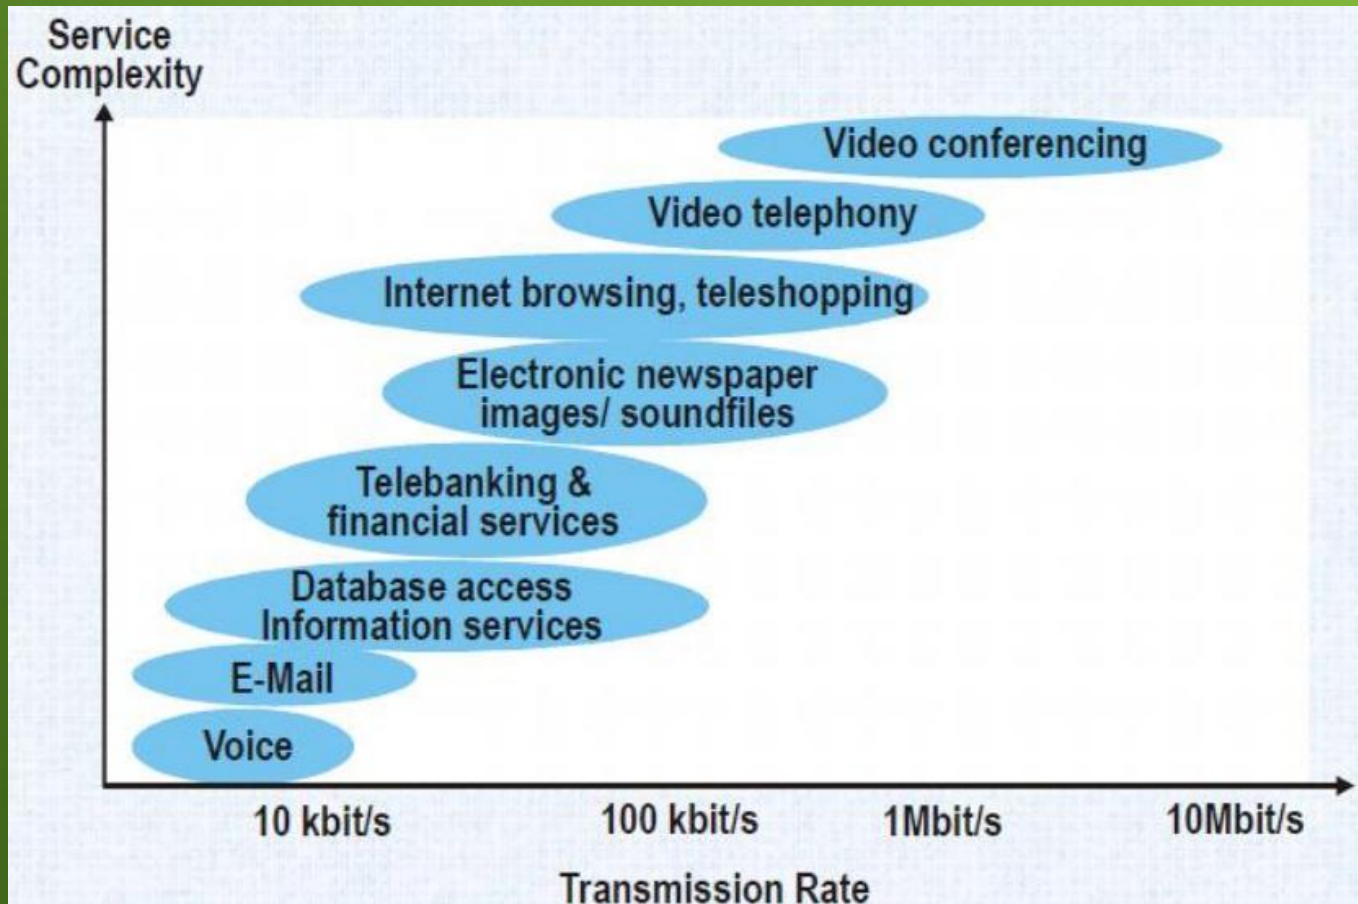 Service
Complexity
Video conferencing
Video telephony
Internet browsing, teleshopping
Electronic newspaper
images/ soundfiles
Telebanking &
financial services
Database access
Information services
E-Mail
Voice
10 kbit/s
100 kbit/s
1Mbit/s
10Mbit/s
Transmission Rate